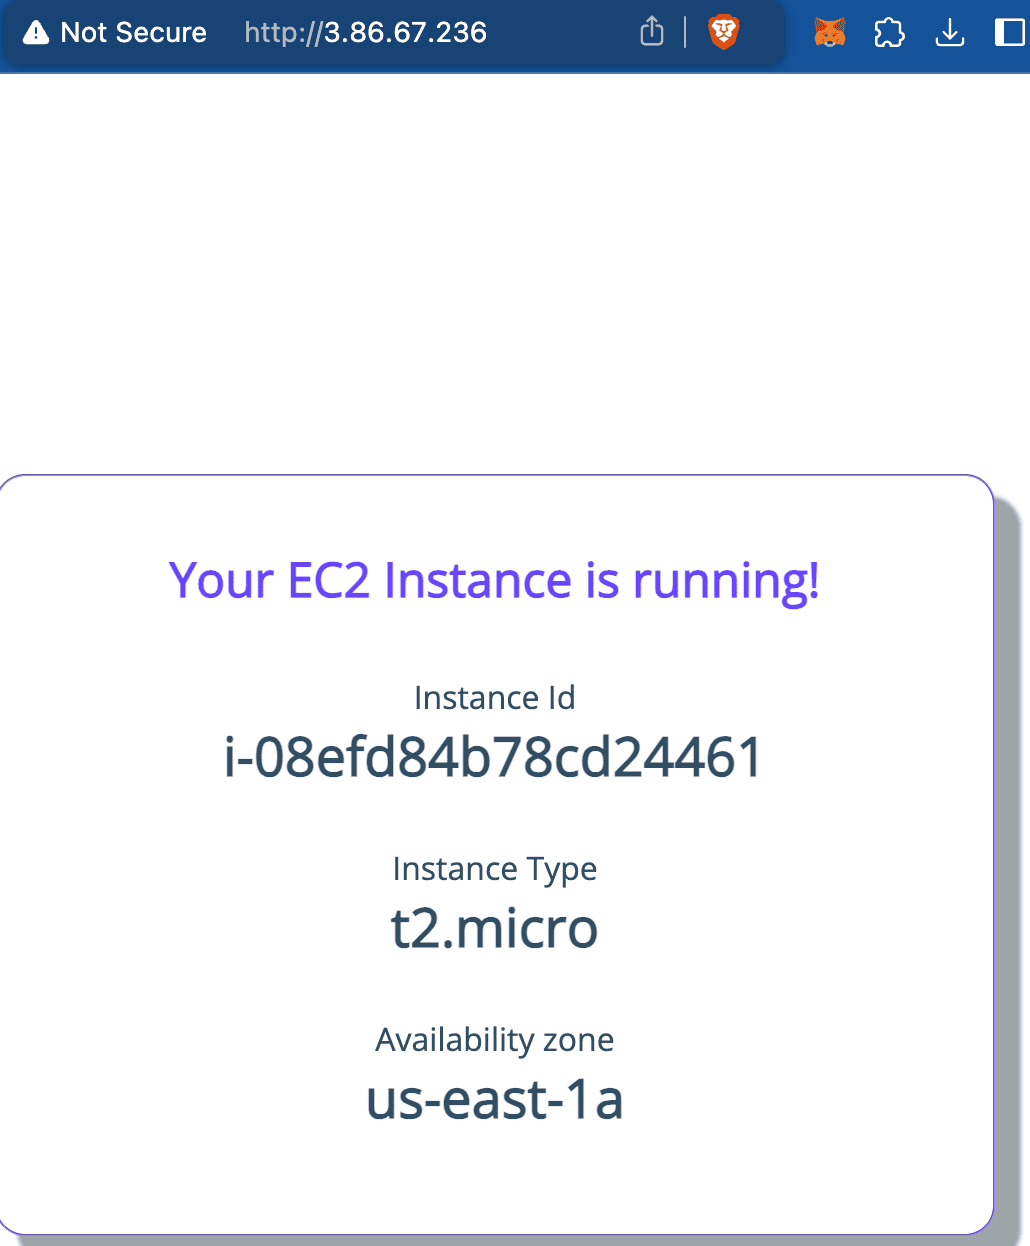 Not Secure http://3.86.67.236
Your EC2 Instance is running!
Instance Id
i-08efd84b78cd24461
Instance Type
t2.micro
Availability zone
us-east-1a